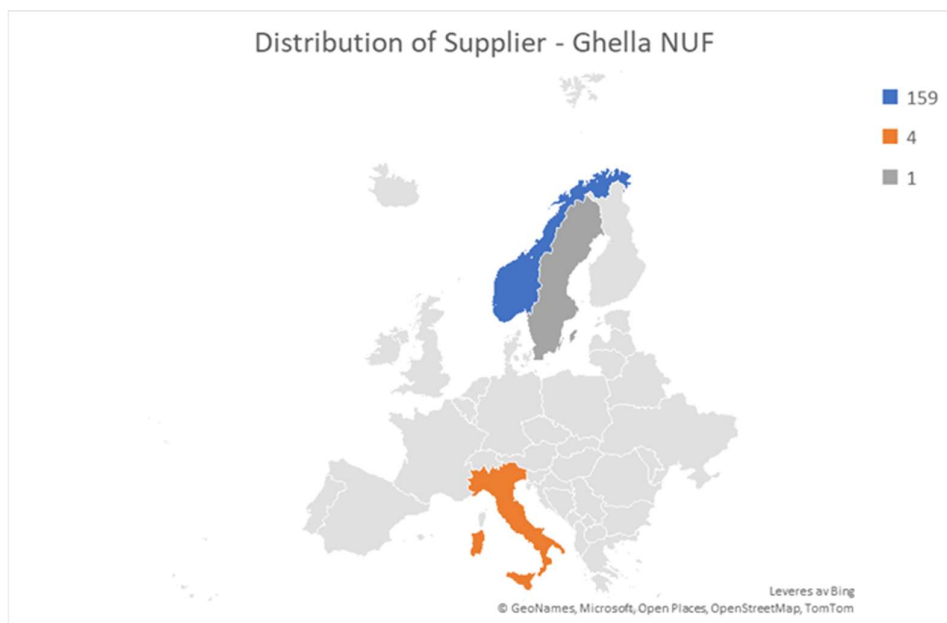 Distribution of Supplier - Ghella NUF
159
4
1
Leveres av Bing
© GeoNames, Microsoft, Open Places, OpenStreetMap, TomTom